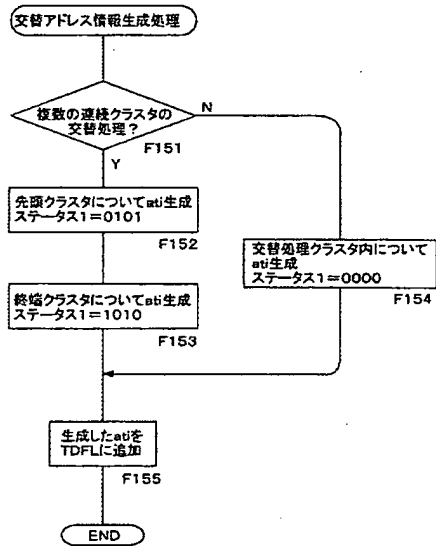 交替アドレス情報生成処理
複数の連続クラスタの
交替処理?
N
F151
Y
先頭クラスタについてati生成
ステータス1=0101
F152
交替処理クラスタ内について
ati生成
ステータス1=0000
F154
終端クラスタについてati生成
ステータス1=1010
F153
生成したatiを
TDFLに追加
F155
END